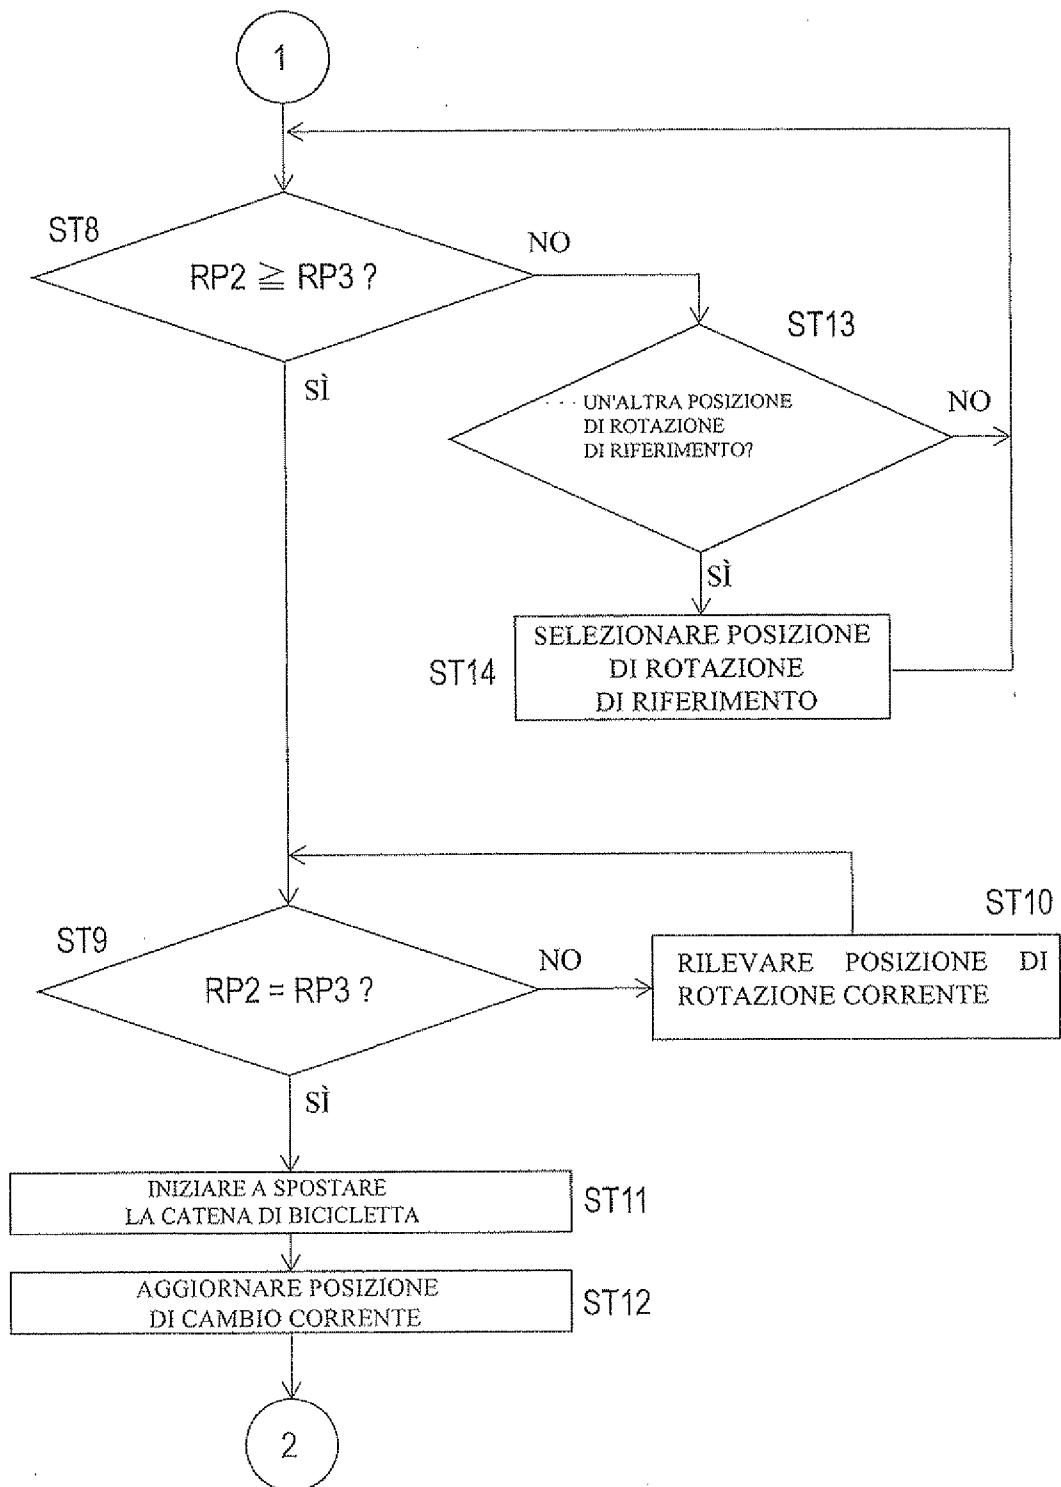 1
ST8
RP2 ≧ RP3 ?
NO
SÌ
ST13
UN'ALTRA POSIZIONE
DI ROTAZIONE
DI RIFERIMENTO?
NO
SÌ
ST14
SELEZIONARE POSIZIONE
DI ROTAZIONE
DI RIFERIMENTO
ST9
RP2 = RP3 ?
NO
SÌ
ST10
RILEVARE POSIZIONE DI
ROTAZIONE CORRENTE
INIZIARE A SPOSTARE
LA CATENA DI BICICLETTA
ST11
AGGIORNARE POSIZIONE
DI CAMBIO CORRENTE
ST12
2